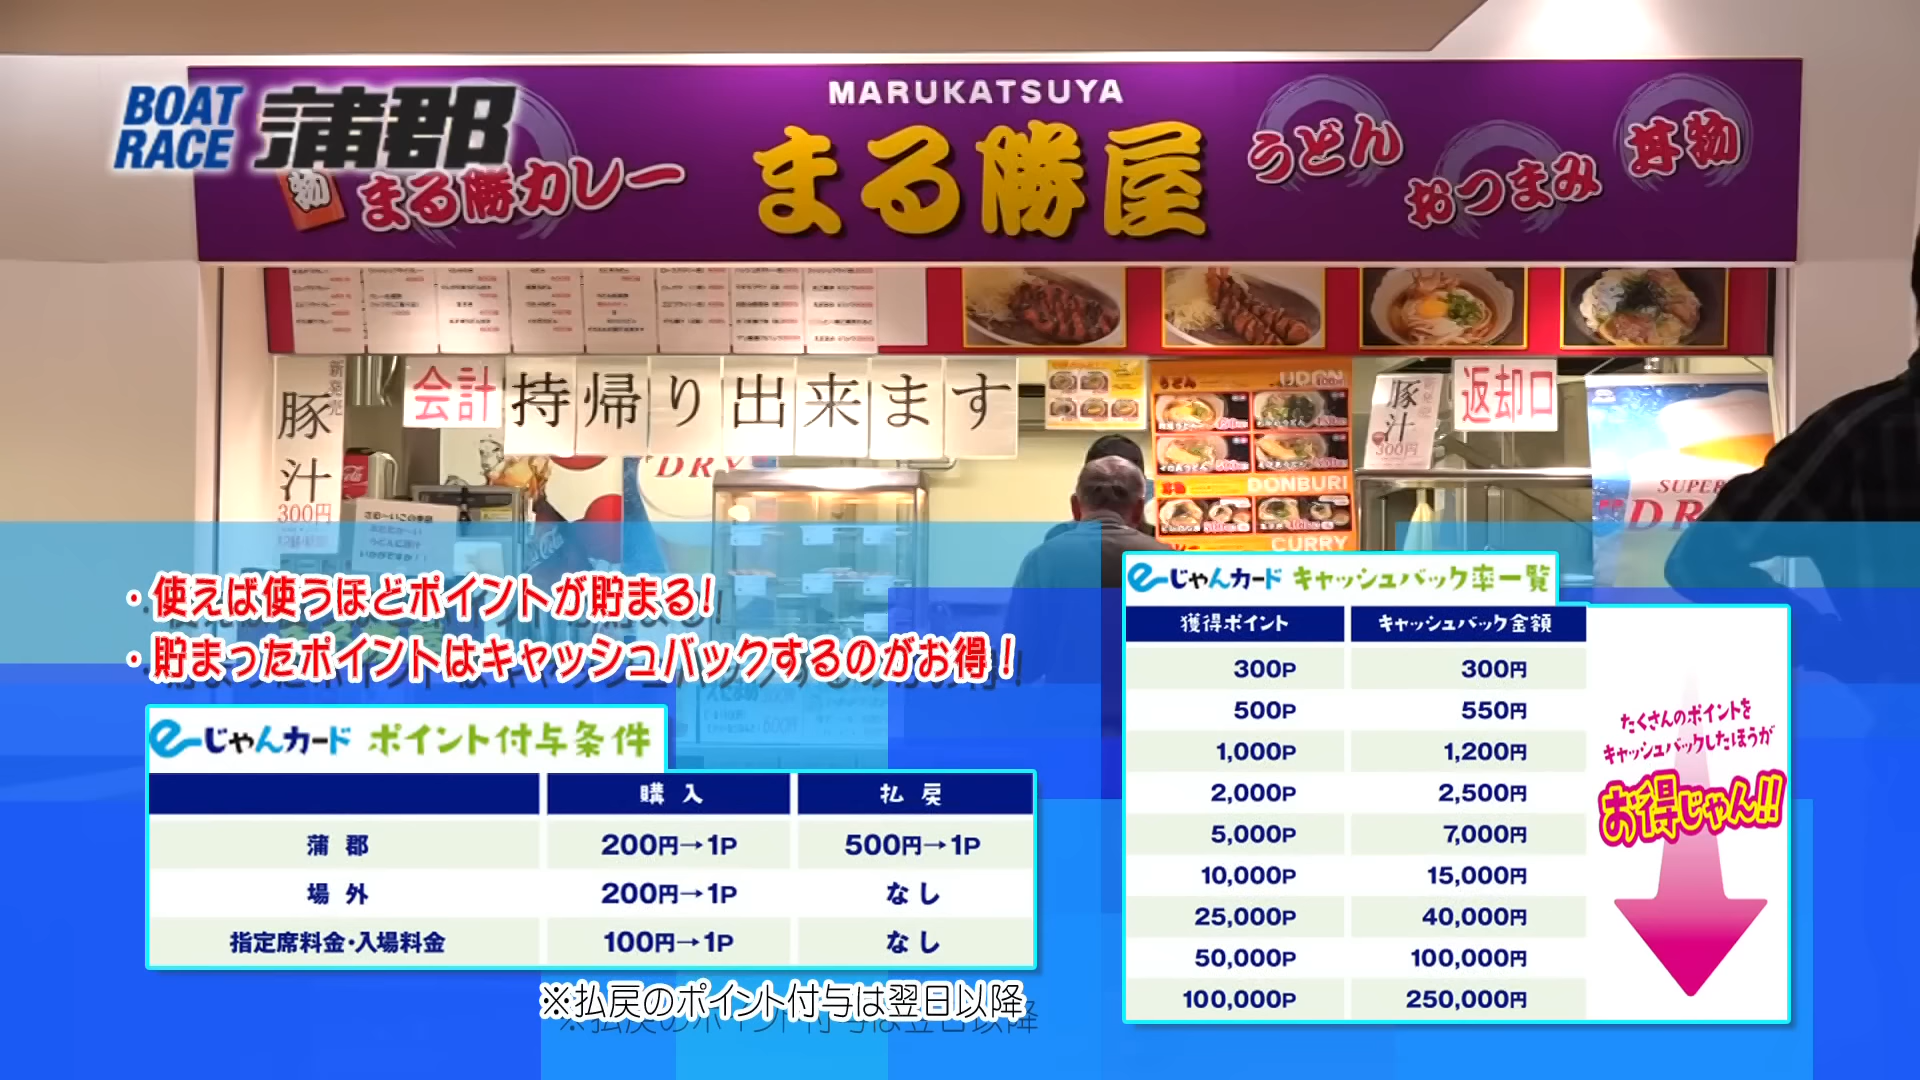 BOAT
RACE
蒲郡
MARUKATSUYA
まる勝屋
物
まる勝カレー
うどん
おつまみ
丼物
新発売
豚汁
300円
会計
持帰り出来ます
DRY
UDON
うどん
DONBURI
CURRY
豚汁
300円
返却口
SUPER
DR
Coca-Cola
・使えば使うほどポイントが貯まる!
・貯まったポイントはキャッシュバックするのがお得!
e-じゃんカード ポイント付与条件
購入 払戻
蒲郡 200円→1P 500円→1P
場外 200円→1P なし
指定席料金・入場料金 100円→1P なし
※払戻のポイント付与は翌日以降
e-じゃんカード キャッシュバック率一覧
獲得ポイント キャッシュバック金額
300P 300円
500P 550円
1,000P 1,200円
2,000P 2,500円
5,000P 7,000円
10,000P 15,000円
25,000P 40,000円
50,000P 100,000円
100,000P 250,000円
たくさんのポイントを
キャッシュバックしたほうが
お得じゃん!!